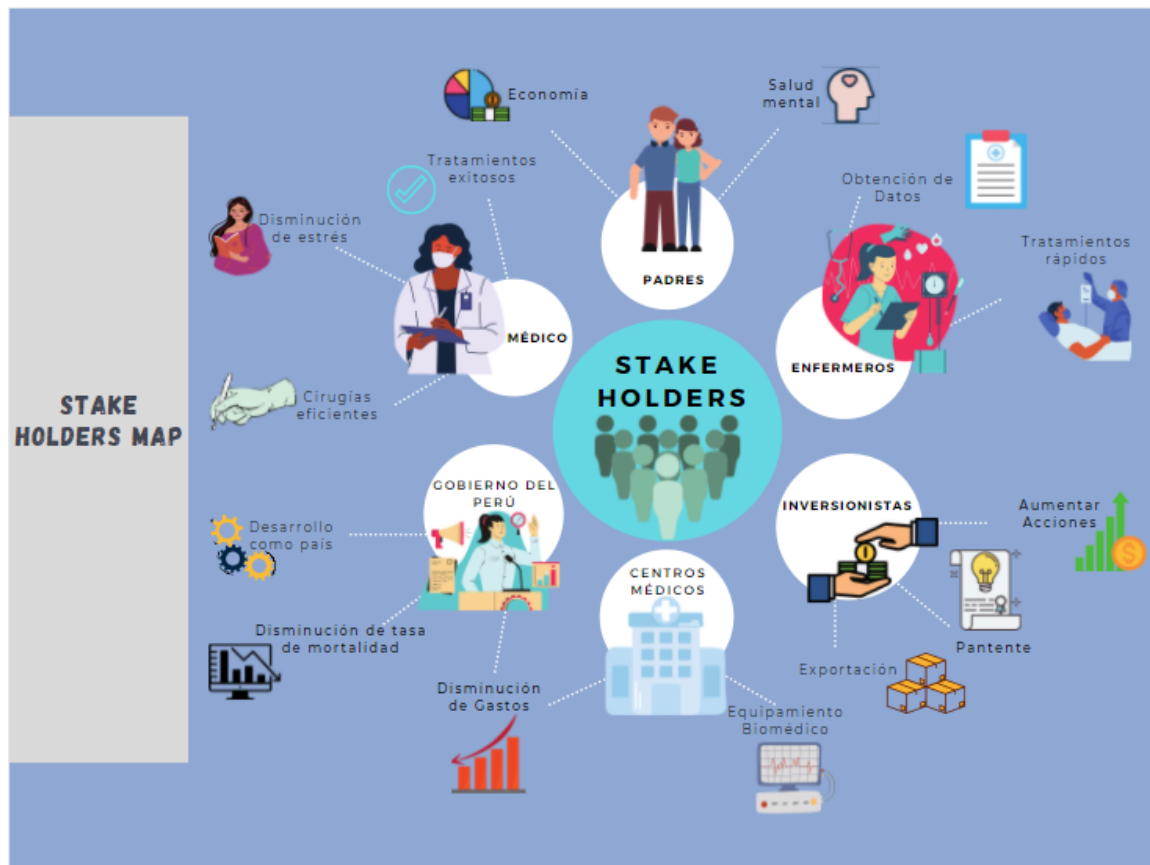 STAKE
HOLDERS MAP
Economía
Salud
mental
Tratamientos
exitosos
Obtención de
Datos
Disminución
de estrés
Tratamientos
rápidos
PADRES
MÉDICO
ENFERMEROS
STAKE
HOLDERS
Cirugías
eficientes
GOBIERNO DEL
PERÚ
INVERSIONISTAS
Aumentar
Acciones
Desarrollo
como país
CENTROS
MÉDICOS
Disminución de tasa
de mortalidad
Pantente
Exportación
Disminución
de Gastos
Equipamiento
Biomédico